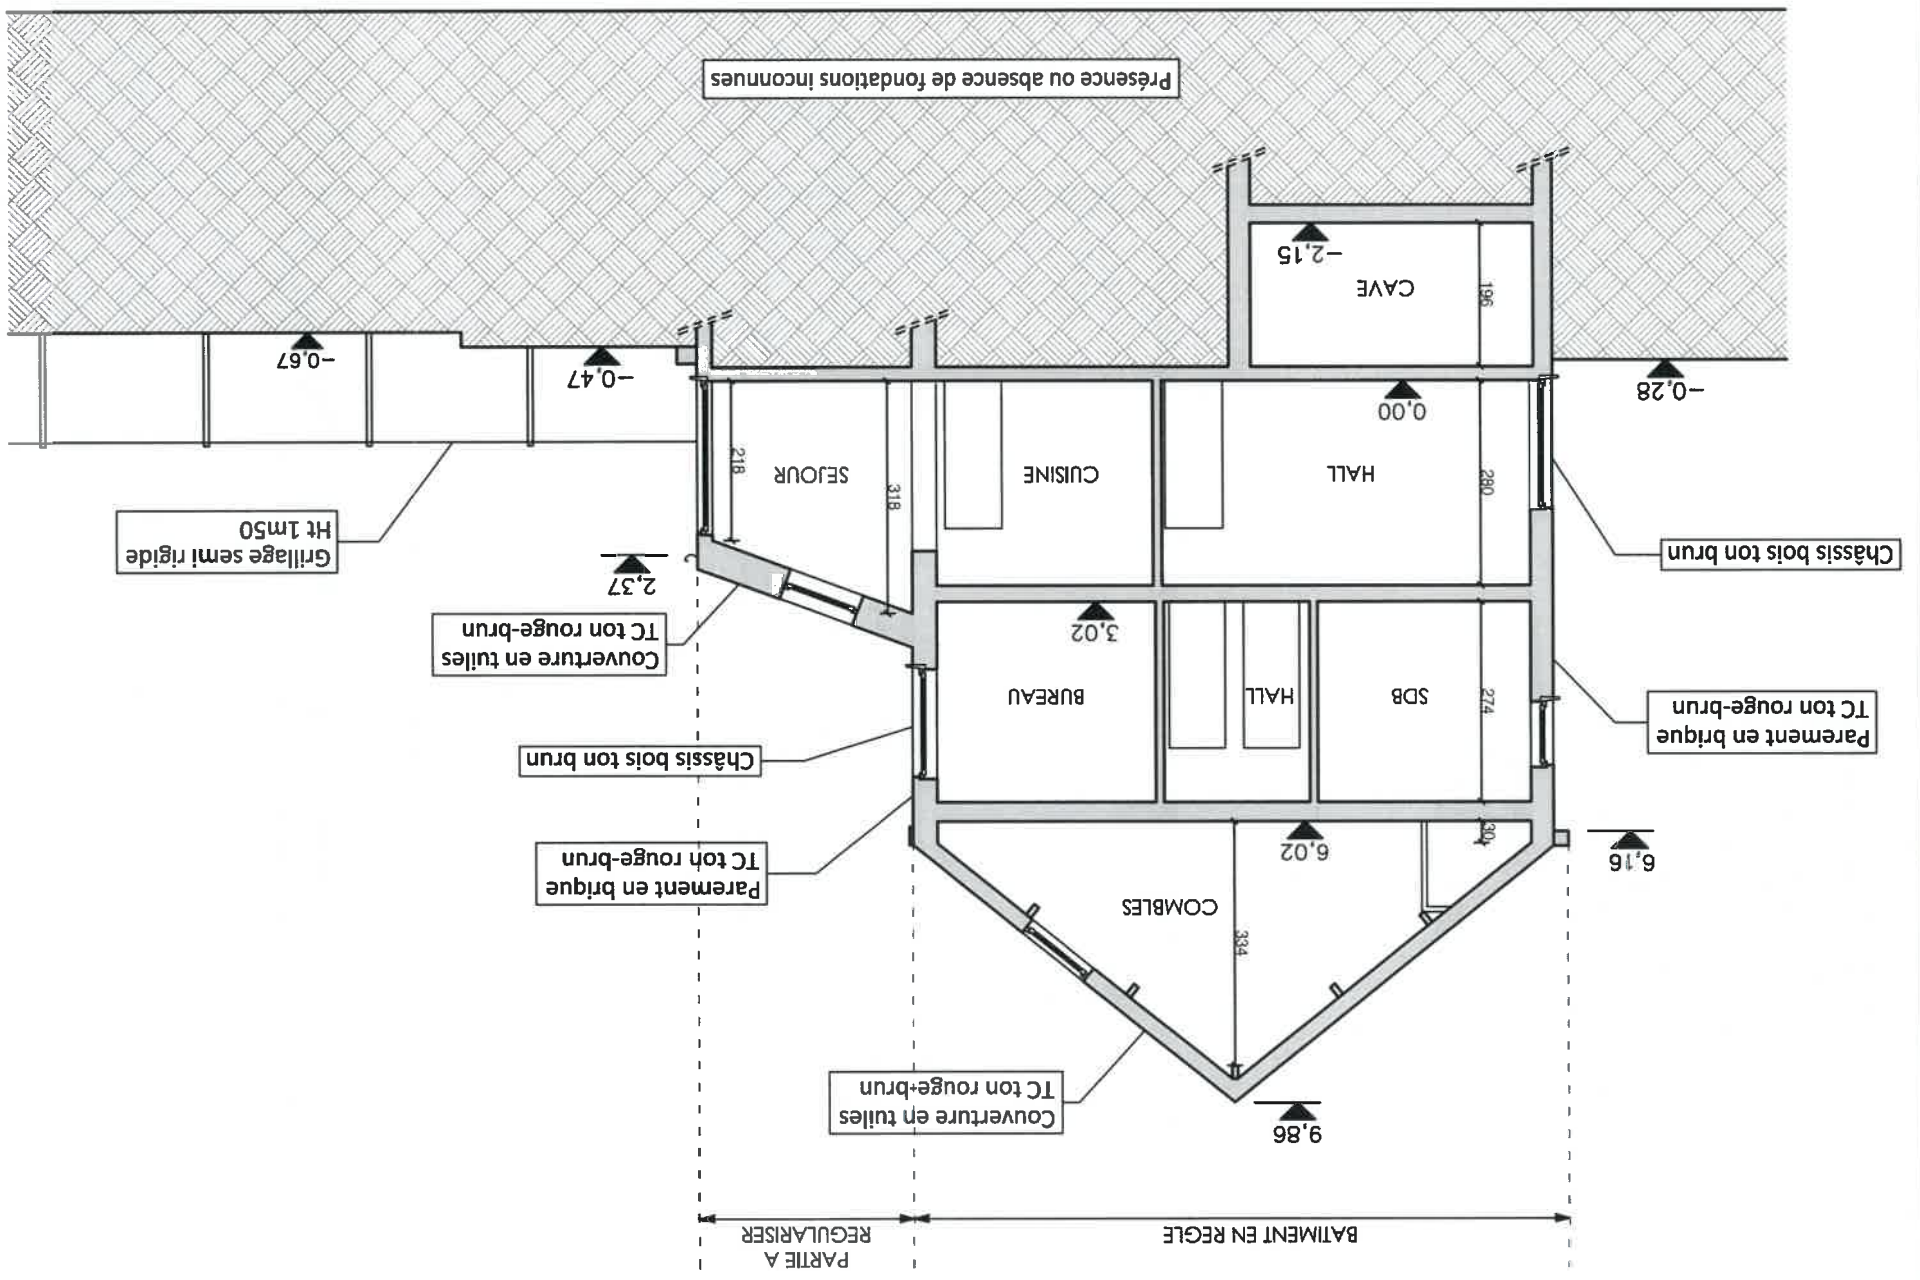 BATIMENT EN REGLE
PARTIE A
REGULARISER
9,86
Couverture en tuiles
TC ton rouge-brun
334
COMBLES
6,16
6,02
30
Parement en brique
TC ton rouge-brun
Châssis bois ton brun
Parement en brique
TC ton rouge-brun
SDB
HALL
BUREAU
274
3,02
Couverture en tuiles
TC ton rouge-brun
2,37
Châssis bois ton brun
Grillage semi rigide
Ht 1m50
280
HALL
CUISINE
318
SEJOUR
218
0,00
-0,28
-0,47
-0,67
196
CAVE
-2,15
Présence ou absence de fondations inconnues